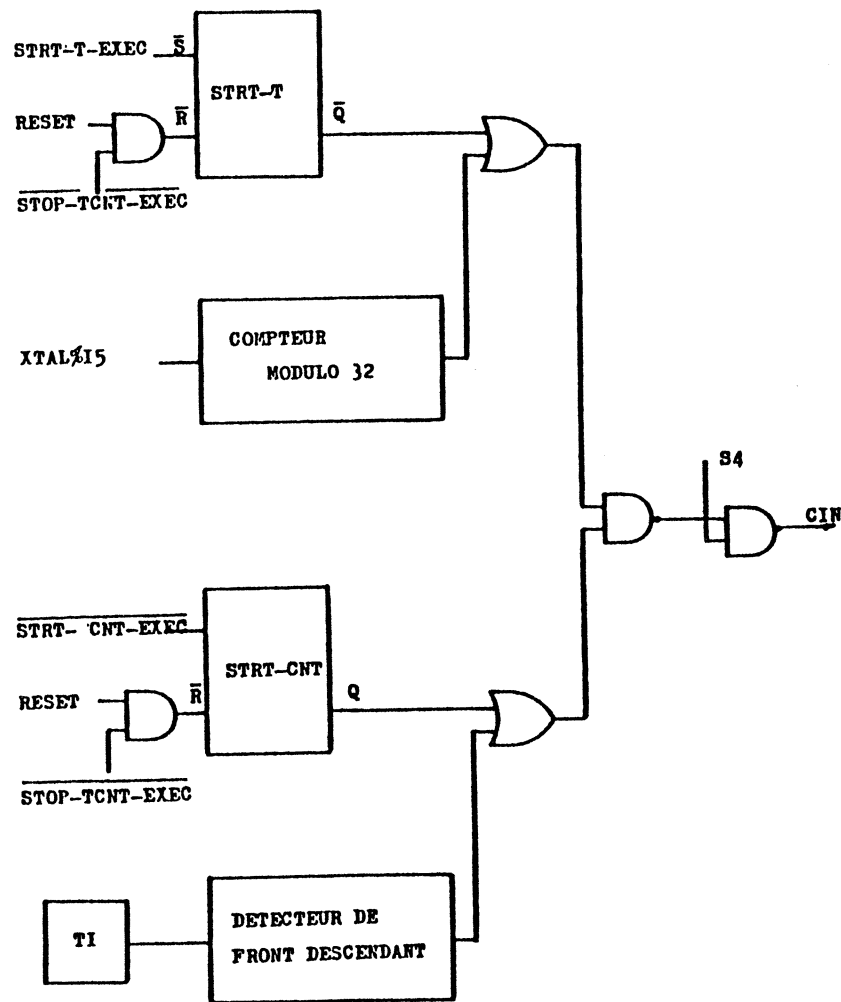 STRT-T-EXEC
S̅
STRT-T
RESET
R̅
Q̅
STOP-TCNT-EXEC
COMPTEUR
MODULO 32
XTAL%I5
S4
CIN
STRT- CNT-EXEC
STRT-CNT
RESET
R̅
Q
STOP-TCNT-EXEC
TI
DETECTEUR DE
FRONT DESCENDANT